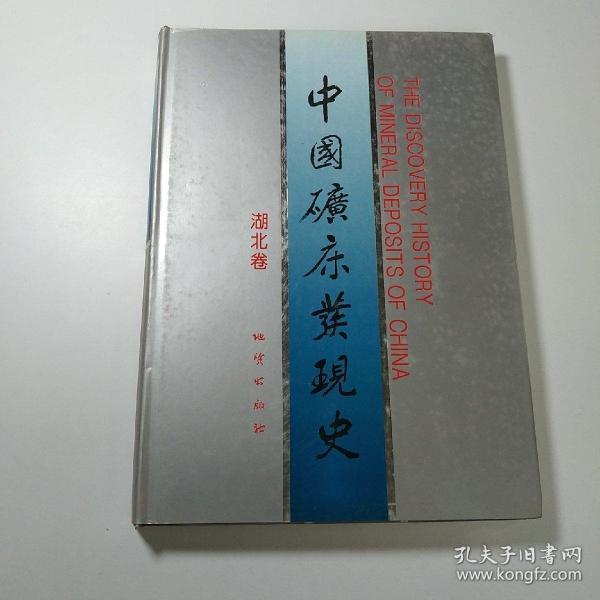 THE DISCOVERY HISTORY
OF MINERAL DEPOSITS OF CHINA
中國礦床發現史
湖北卷
地质出版社
孔夫子旧书网
www.kongfz.com